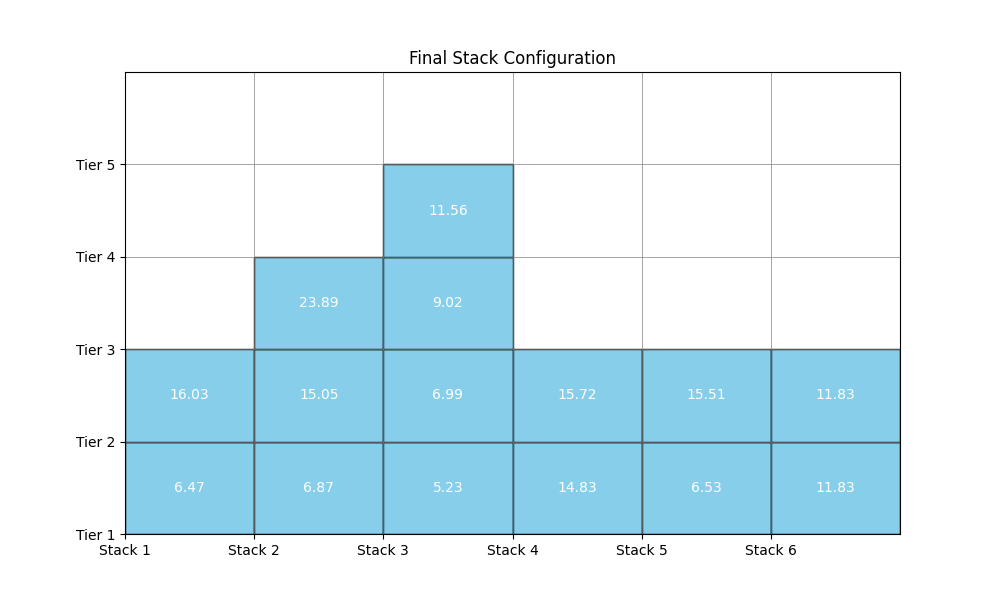 Final Stack Configuration
Tier 5
11.56
Tier 4
23.89 9.02
Tier 3
16.03 15.05 6.99 15.72 15.51 11.83
Tier 2
6.47 6.87 5.23 14.83 6.53 11.83
Tier 1
Stack 1 Stack 2 Stack 3 Stack 4 Stack 5 Stack 6